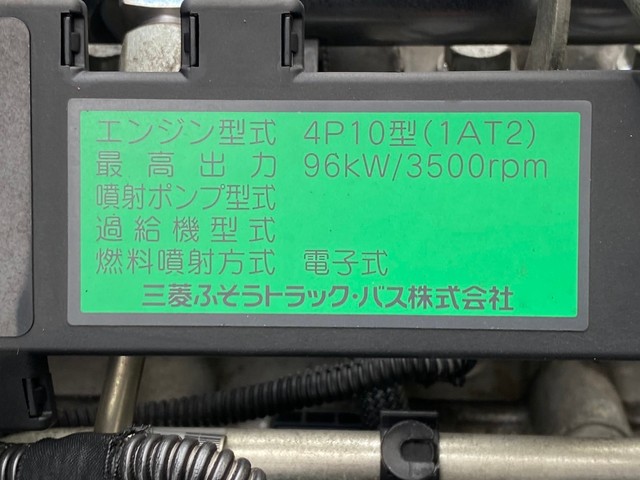 エンジン型式 4P10型(1AT2)
最高出力 96kW/3500rpm
噴射ポンプ型式
過給機型式
燃料噴射方式 電子式
三菱ふそうトラック・バス株式会社